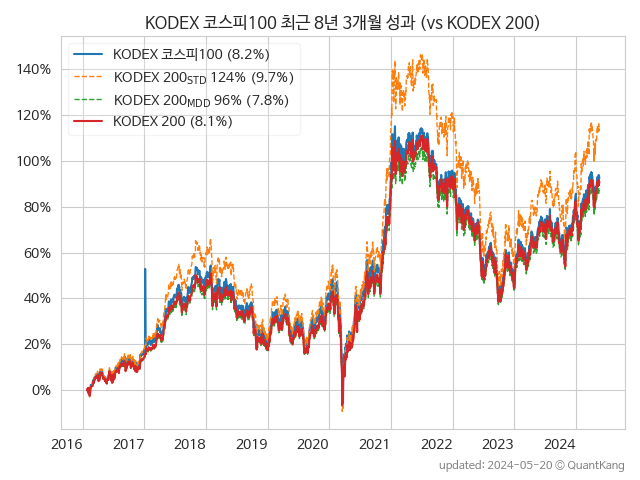 KODEX 코스피100 최근 8년 3개월 성과 (vs KODEX 200)
KODEX 코스피100 (8.2%)
KODEX 200STD 124% (9.7%)
KODEX 200MDD 96% (7.8%)
KODEX 200 (8.1%)
140%
120%
100%
80%
60%
40%
20%
0%
2016 2017 2018 2019 2020 2021 2022 2023 2024
updated: 2024-05-20 © QuantKang